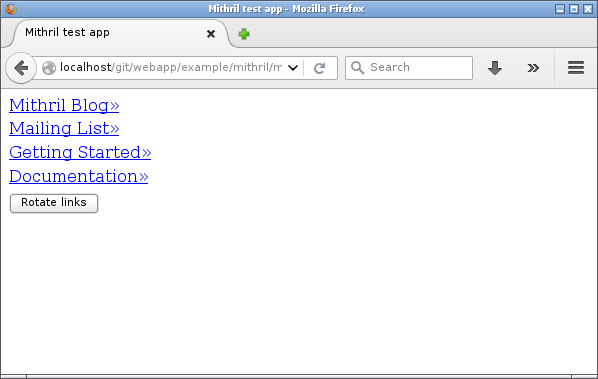 Mithril test app - Mozilla Firefox
Mithril test app
localhost/git/webapp/example/mithril/m
Search
Mithril Blog»
Mailing List»
Getting Started»
Documentation»
Rotate links